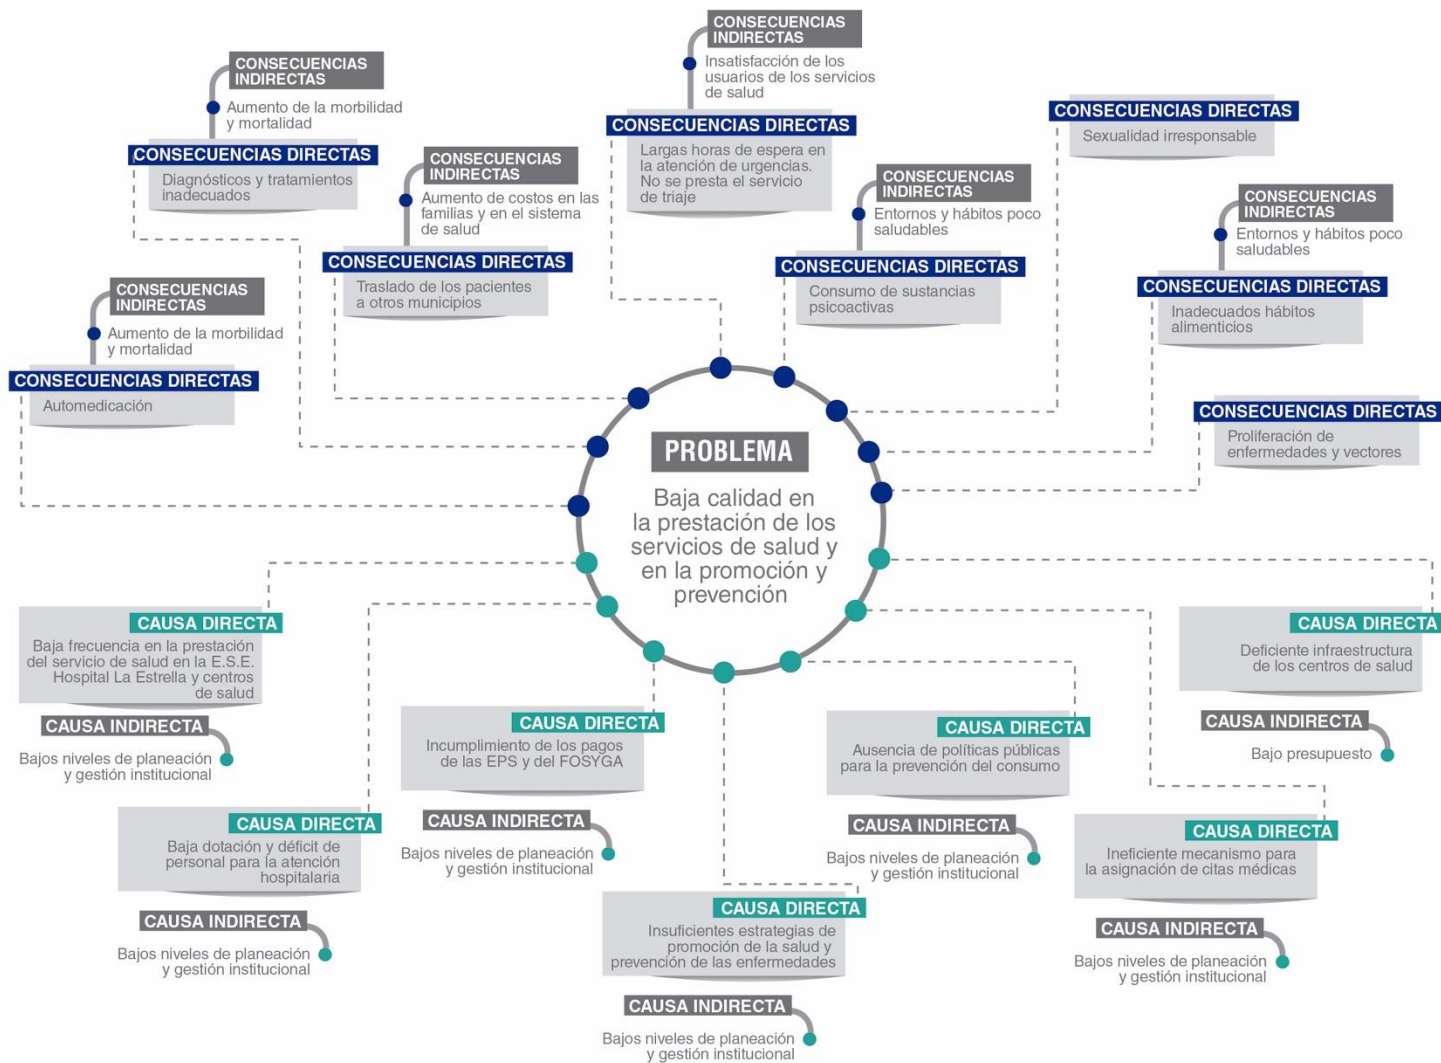 CONSECUENCIAS
INDIRECTAS
Insatisfacción de los
usuarios de los servicios
de salud
CONSECUENCIAS DIRECTAS
Largas horas de espera en
la atención de urgencias.
No se presta el servicio
de triaje
CONSECUENCIAS
INDIRECTAS
Aumento de la morbilidad
y mortalidad
CONSECUENCIAS DIRECTAS
Diagnósticos y tratamientos
inadecuados
CONSECUENCIAS
INDIRECTAS
Aumento de costos en las
familias y en el sistema
de salud
CONSECUENCIAS DIRECTAS
Traslado de los pacientes
a otros municipios
CONSECUENCIAS
INDIRECTAS
Entornos y hábitos poco
saludables
CONSECUENCIAS DIRECTAS
Consumo de sustancias
psicoactivas
CONSECUENCIAS DIRECTAS
Sexualidad irresponsable
CONSECUENCIAS
INDIRECTAS
Entornos y hábitos poco
saludables
CONSECUENCIAS DIRECTAS
Inadecuados hábitos
alimenticios
CONSECUENCIAS
INDIRECTAS
Aumento de la morbilidad
y mortalidad
CONSECUENCIAS DIRECTAS
Automedicación
CONSECUENCIAS DIRECTAS
Proliferación de
enfermedades y vectores
PROBLEMA
Baja calidad en
la prestación de los
servicios de salud y
en la promoción y
prevención
CAUSA DIRECTA
Baja frecuencia en la prestación
del servicio de salud en la E.S.E.
Hospital La Estrella y centros
de salud
CAUSA INDIRECTA
Bajos niveles de planeación
y gestión institucional
CAUSA DIRECTA
Baja dotación y déficit de
personal para la atención
hospitalaria
CAUSA INDIRECTA
Bajos niveles de planeación
y gestión institucional
CAUSA DIRECTA
Incumplimiento de los pagos
de las EPS y del FOSYGA
CAUSA INDIRECTA
Bajos niveles de planeación
y gestión institucional
CAUSA DIRECTA
Insuficientes estrategias de
promoción de la salud y
prevención de las enfermedades
CAUSA INDIRECTA
Bajos niveles de planeación
y gestión institucional
CAUSA DIRECTA
Ausencia de políticas públicas
para la prevención del consumo
CAUSA INDIRECTA
Bajos niveles de planeación
y gestión institucional
CAUSA DIRECTA
Ineficiente mecanismo para
la asignación de citas médicas
CAUSA INDIRECTA
Bajos niveles de planeación
y gestión institucional
CAUSA DIRECTA
Deficiente infraestructura
de los centros de salud
CAUSA INDIRECTA
Bajo presupuesto